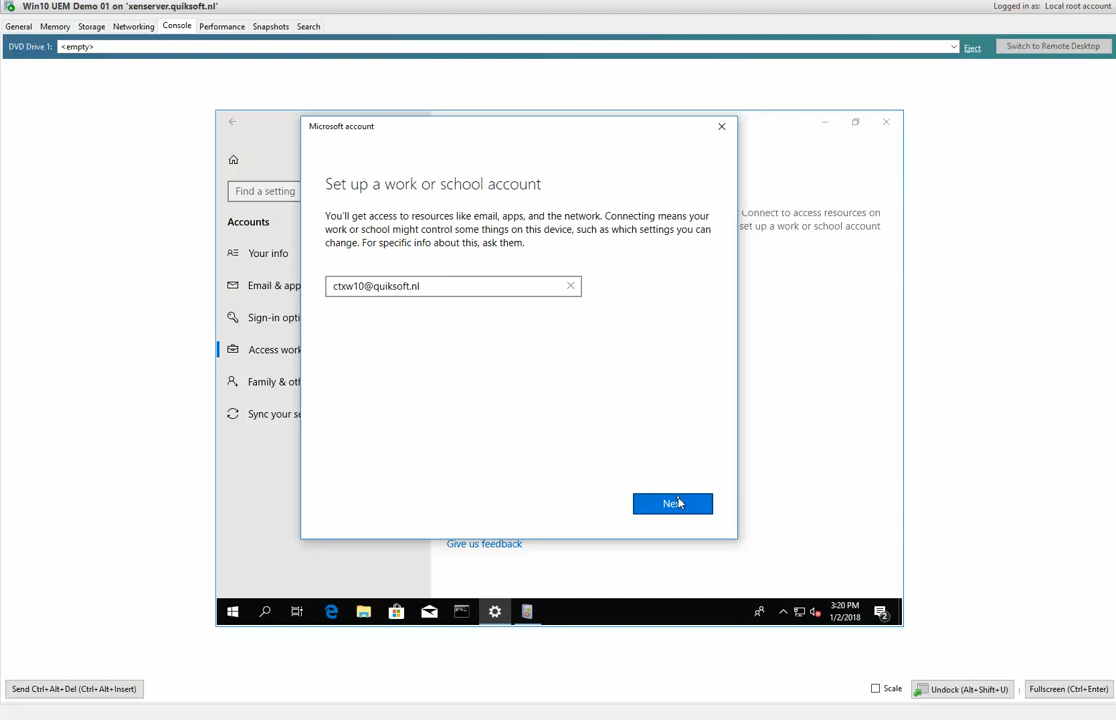 Win10 UEM Demo 01 on 'xenserver.quiksoft.nl'
Logged in as: Local root account
General Memory Storage Networking Console Performance Snapshots Search
DVD Drive 1: <empty> Eject Switch to Remote Desktop
Microsoft account
Set up a work or school account
Find a setting
You'll get access to resources like email, apps, and the network. Connecting means your
work or school might control some things on this device, such as which settings you can
change. For specific info about this, ask them.
Connect to access resources on
set up a work or school account
Accounts
Your info
Email & app
Sign-in opti
Access work
Family & oth
Sync your se
ctxw10@quiksoft.nl
Next
Give us feedback
3:20 PM
1/2/2018
2
Send Ctrl+Alt+Del (Ctrl+Alt+Insert)
Scale
Undock (Alt+Shift+U)
Fullscreen (Ctrl+Enter)